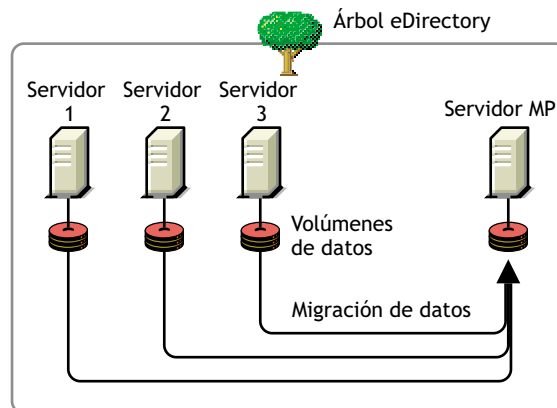 Árbol eDirectory
Servidor
1
Servidor
2
Servidor
3
Servidor MP
Volúmenes
de datos
Migración de datos